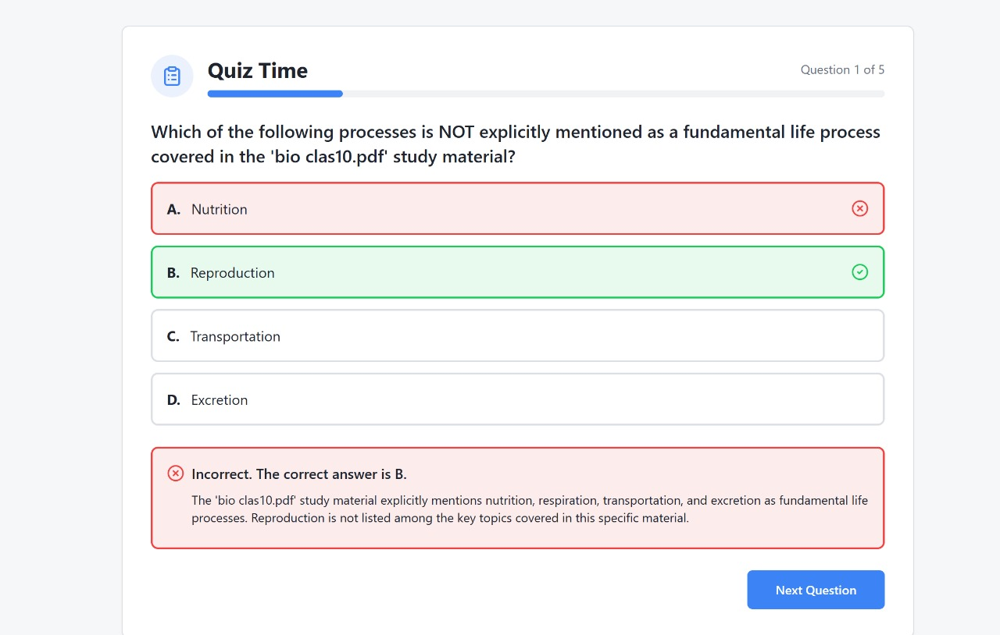 Quiz Time
Question 1 of 5
Which of the following processes is NOT explicitly mentioned as a fundamental life process
covered in the 'bio clas10.pdf' study material?
A. Nutrition
B. Reproduction
C. Transportation
D. Excretion
Incorrect. The correct answer is B.
The 'bio clas10.pdf' study material explicitly mentions nutrition, respiration, transportation, and excretion as fundamental life
processes. Reproduction is not listed among the key topics covered in this specific material.
Next Question